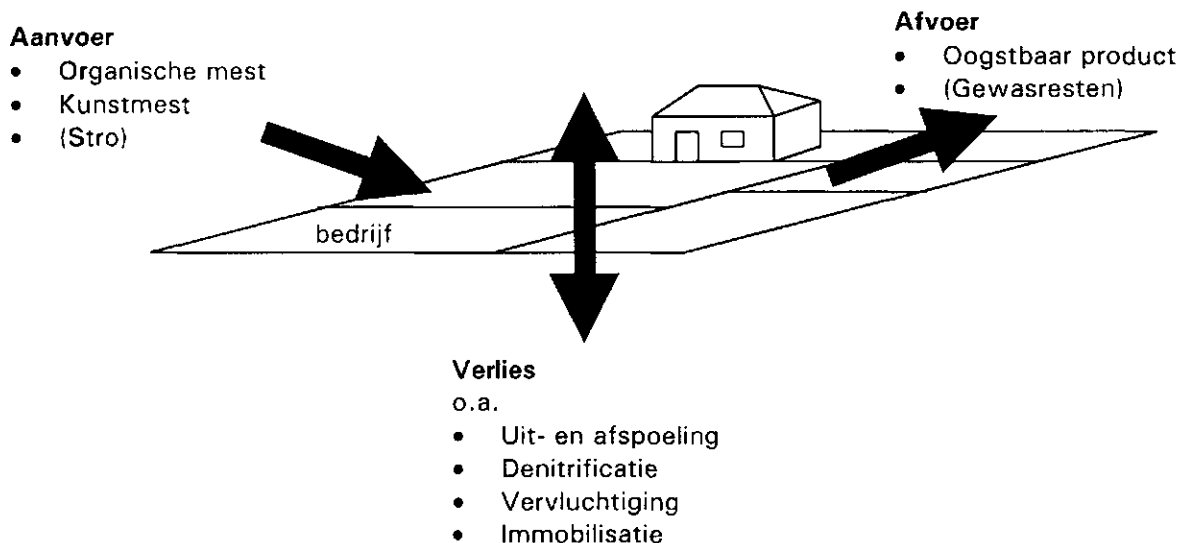 Aanvoer
• Organische mest
• Kunstmest
• (Stro)
Afvoer
• Oogstbaar product
• (Gewasresten)
bedrijf
Verlies
o.a.
• Uit- en afspoeling
• Denitrificatie
• Vervluchtiging
• Immobilisatie